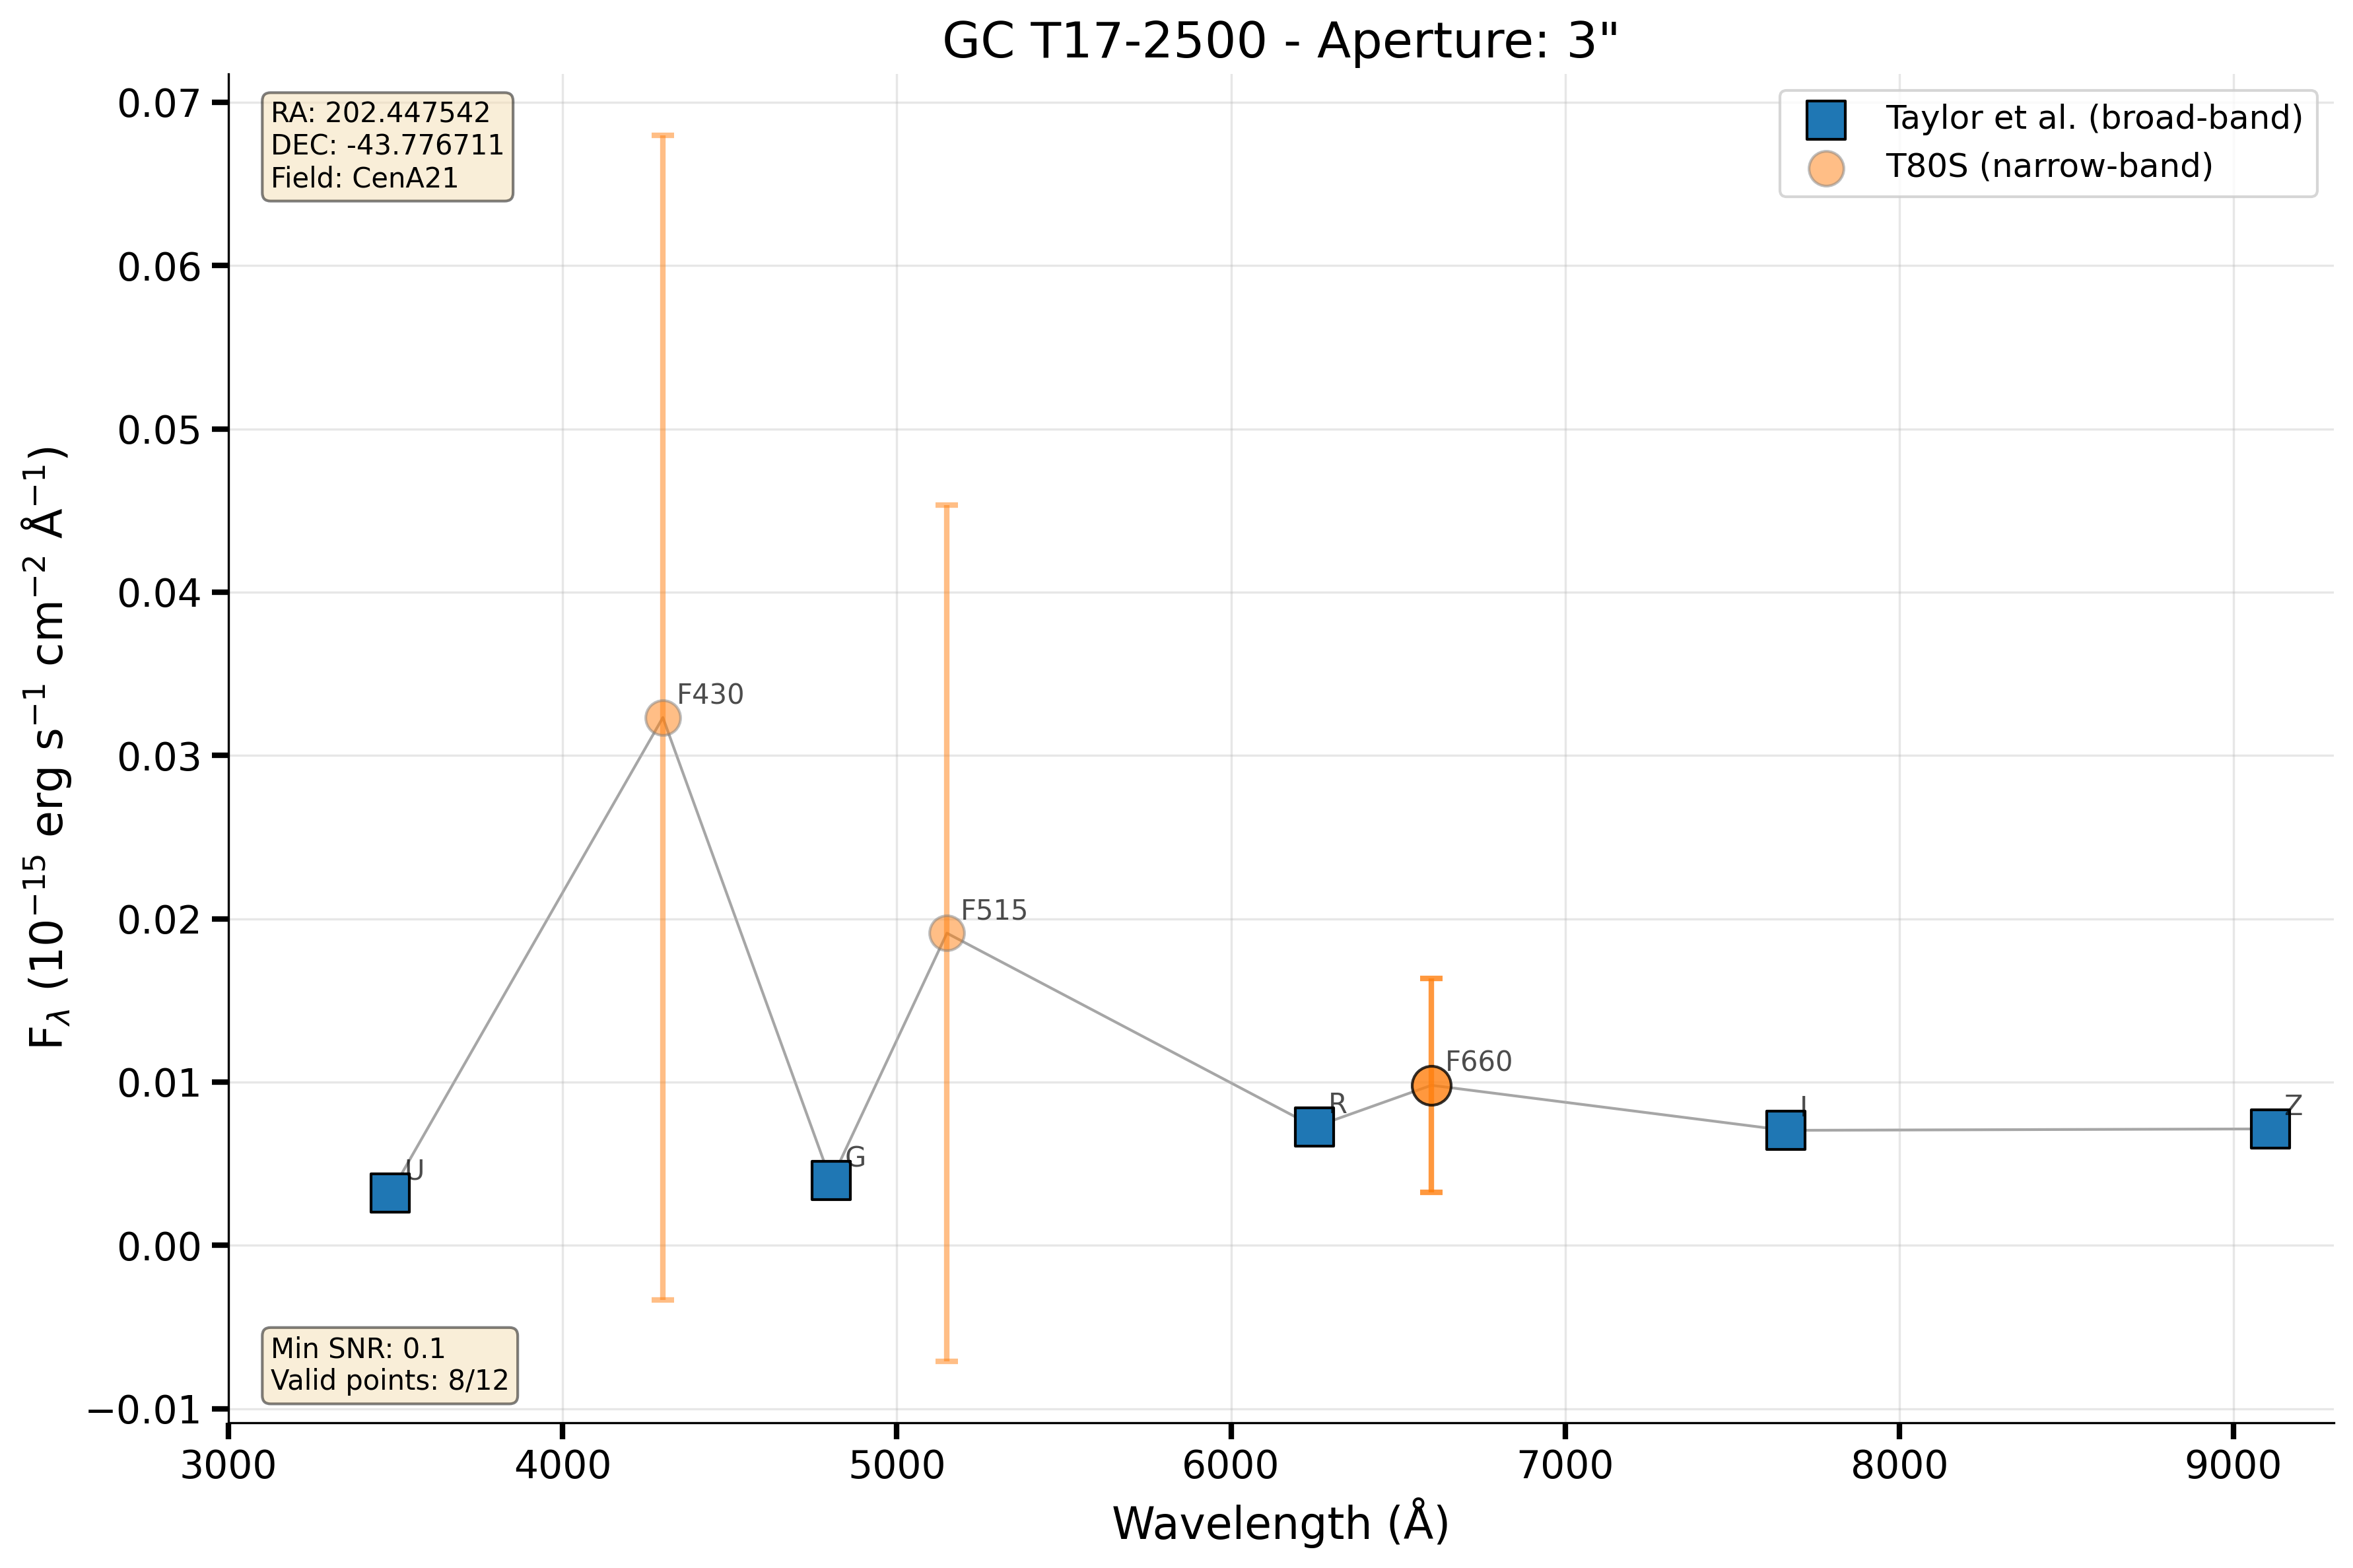 GC T17-2500 - Aperture: 3"
RA: 202.447542
DEC: -43.776711
Field: CenA21
Taylor et al. (broad-band)
T80S (narrow-band)
0.07
0.06
0.05
0.04
0.03
0.02
0.01
0.00
−0.01
F_λ (10⁻¹⁵ erg s⁻¹ cm⁻² Å⁻¹)
U
F430
G
F515
R
F660
I
Z
Min SNR: 0.1
Valid points: 8/12
3000 4000 5000 6000 7000 8000 9000
Wavelength (Å)